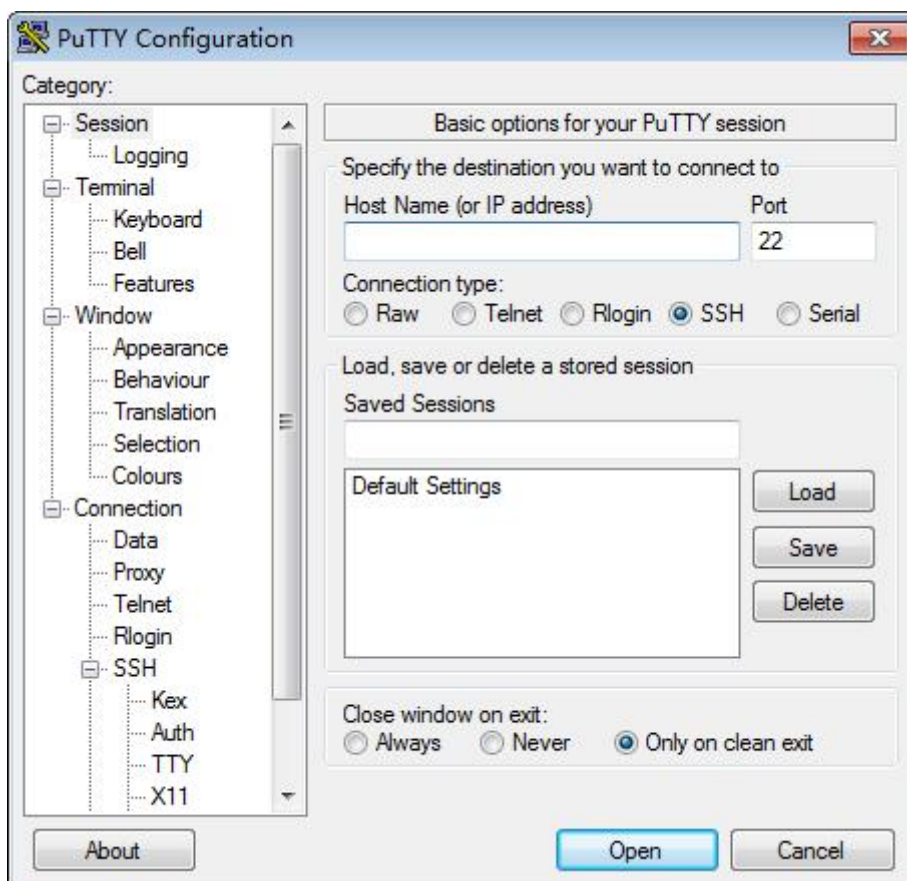 PuTTY Configuration
Category:
Session
Logging
Terminal
Keyboard
Bell
Features
Window
Appearance
Behaviour
Translation
Selection
Colours
Connection
Data
Proxy
Telnet
Rlogin
SSH
Kex
Auth
TTY
X11
Basic options for your PuTTY session
Specify the destination you want to connect to
Host Name (or IP address) Port
22
Connection type:
Raw Telnet Rlogin SSH Serial
Load, save or delete a stored session
Saved Sessions
Default Settings
Load
Save
Delete
Close window on exit:
Always Never Only on clean exit
About Open Cancel